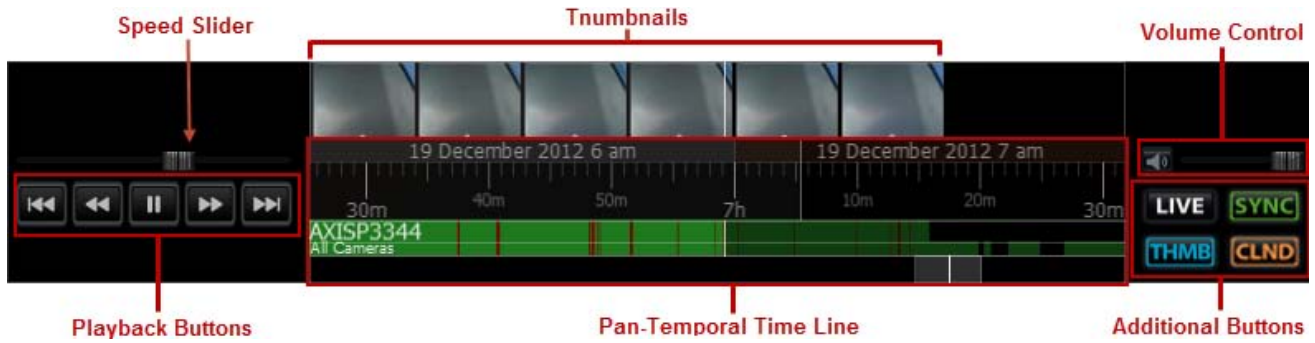 Speed Slider
Tnumbnails
Volume Control
19 December 2012 6 am
19 December 2012 7 am
30m
40m
50m
7h
10m
20m
30m
AXISP3344
All Cameras
LIVE
SYNC
THMB
CLND
Playback Buttons
Pan-Temporal Time Line
Additional Buttons